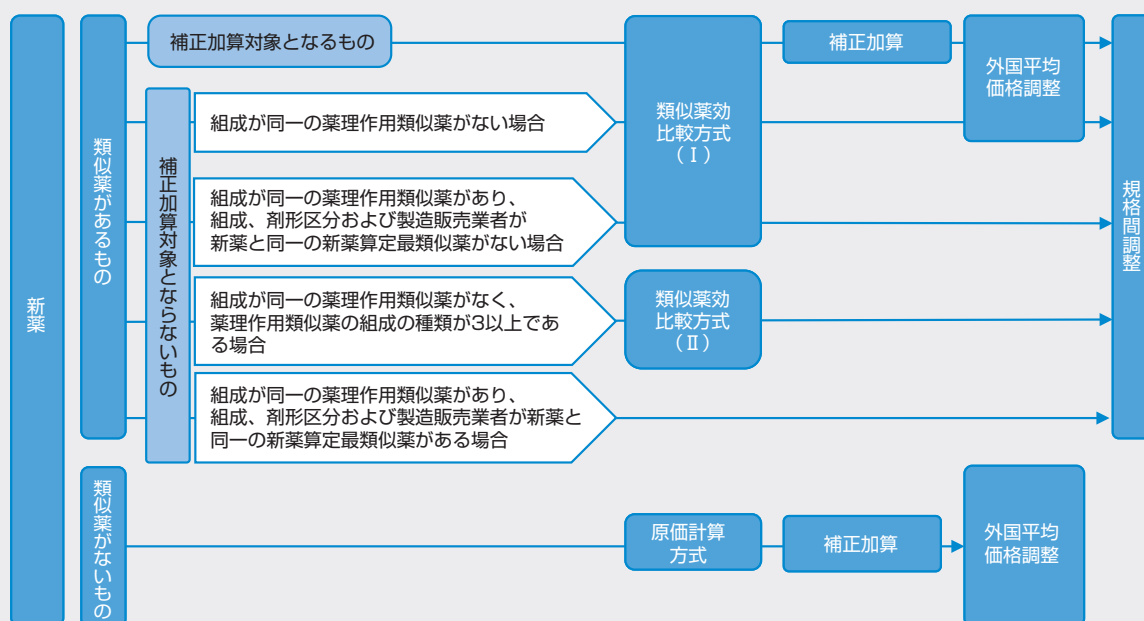 新薬
類似薬があるもの
補正加算対象となるもの
補正加算対象とならないもの
組成が同一の薬理作用類似薬がない場合
組成が同一の薬理作用類似薬があり、
組成、剤形区分および製造販売業者が
新薬と同一の新薬算定最類似薬がない場合
組成が同一の薬理作用類似薬がなく、
薬理作用類似薬の組成の種類が3以上であ
る場合
組成が同一の薬理作用類似薬があり、
組成、剤形区分および製造販売業者が新薬と
同一の新薬算定最類似薬がある場合
類似薬効
比較方式
（Ⅰ）
類似薬効
比較方式
（Ⅱ）
補正加算
外国平均
価格調整
規格間調整
類似薬がないもの
原価計算
方式
補正加算
外国平均
価格調整